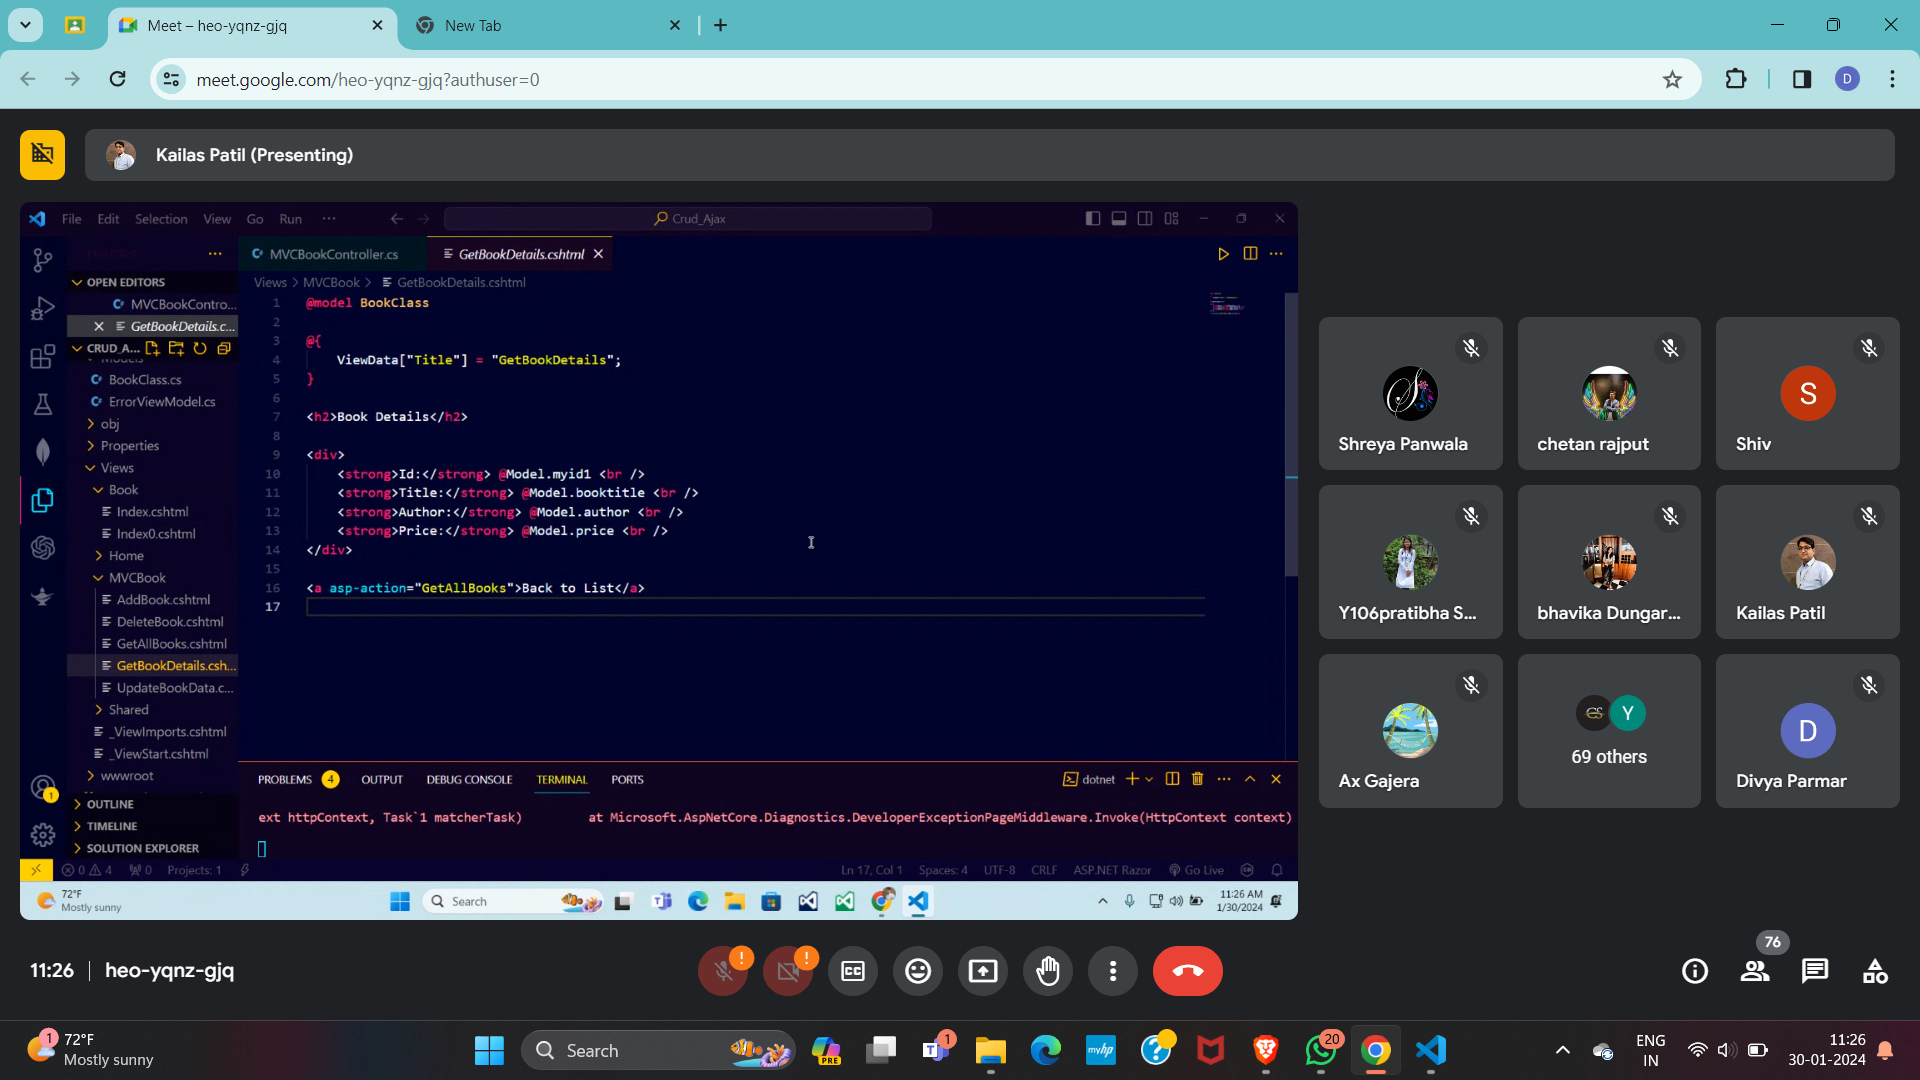 Meet – heo-yqnz-gjq
New Tab
meet.google.com/heo-yqnz-gjq?authuser=0
D
Kailas Patil (Presenting)
File Edit Selection View Go Run ···
Crud_Ajax
MVCBookController.cs
GetBookDetails.cshtml
OPEN EDITORS
MVCBookContro...
GetBookDetails.c...
CRUD_A...
Models
BookClass.cs
ErrorViewModel.cs
obj
Properties
Views
Book
Index.cshtml
Index0.cshtml
Home
MVCBook
AddBook.cshtml
DeleteBook.cshtml
GetAllBooks.cshtml
GetBookDetails.csh...
UpdateBookData.c...
Shared
_ViewImports.cshtml
_ViewStart.cshtml
wwwroot
OUTLINE
TIMELINE
SOLUTION EXPLORER
1
Views > MVCBook > GetBookDetails.cshtml
1 @model BookClass
2
3 @{
4 ViewData["Title"] = "GetBookDetails";
5 }
6
7 <h2>Book Details</h2>
8
9 <div>
10 <strong>Id:</strong> @Model.myid1 <br />
11 <strong>Title:</strong> @Model.booktitle <br />
12 <strong>Author:</strong> @Model.author <br />
13 <strong>Price:</strong> @Model.price <br />
14 </div>
15
16 <a asp-action="GetAllBooks">Back to List</a>
17
PROBLEMS 4 OUTPUT DEBUG CONSOLE TERMINAL PORTS
dotnet
ext httpContext, Task`1 matcherTask) at Microsoft.AspNetCore.Diagnostics.DeveloperExceptionPageMiddleware.Invoke(HttpContext context)
0 4 0 Projects: 1
Ln 17, Col 1 Spaces: 4 UTF-8 CRLF ASP.NET Razor Go Live
72°F
Mostly sunny
Search
11:26 AM
1/30/2024
Shreya Panwala
chetan rajput
S
Shiv
Y106pratibha S...
bhavika Dungar...
Kailas Patil
Ax Gajera
Y
69 others
D
Divya Parmar
11:26 | heo-yqnz-gjq
76
1
72°F
Mostly sunny
Search
PRE
1
myhp
20
ENG
IN
11:26
30-01-2024